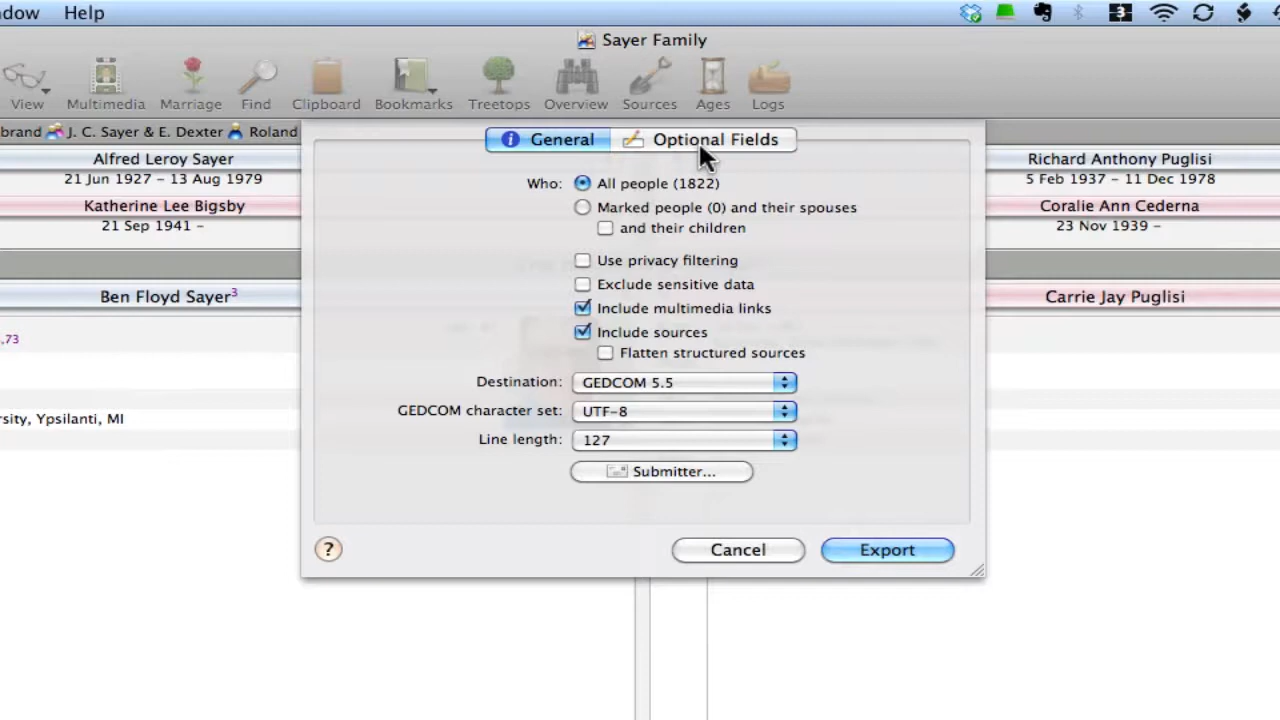 ndow Help
3
Sayer Family
View Multimedia Marriage Find Clipboard Bookmarks Treetops Overview Sources Ages Logs
brand J. C. Sayer & E. Dexter Roland
General Optional Fields
Alfred Leroy Sayer
21 Jun 1927 – 13 Aug 1979
Katherine Lee Bigsby
21 Sep 1941 –
Richard Anthony Puglisi
5 Feb 1937 – 11 Dec 1978
Coralie Ann Cederna
23 Nov 1939 –
Ben Floyd Sayer3
Carrie Jay Puglisi
,73
rsity, Ypsilanti, MI
Who: All people (1822)
Marked people (0) and their spouses
and their children
Use privacy filtering
Exclude sensitive data
Include multimedia links
Include sources
Flatten structured sources
Destination: GEDCOM 5.5
GEDCOM character set: UTF-8
Line length: 127
Submitter...
? Cancel Export